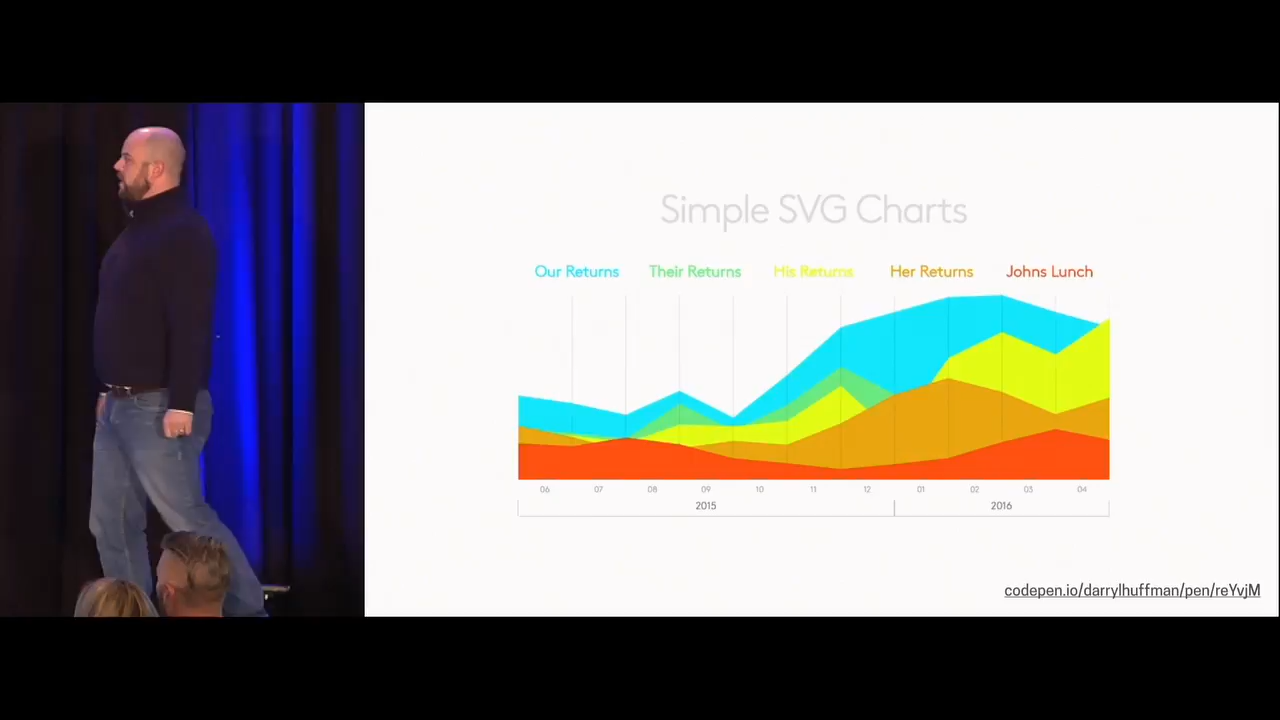 Simple SVG Charts
Our Returns Their Returns His Returns Her Returns Johns Lunch
06 07 08 09 10 11 12 01 02 03 04
2015 2016
codepen.io/darrylhuffman/pen/reYvjM